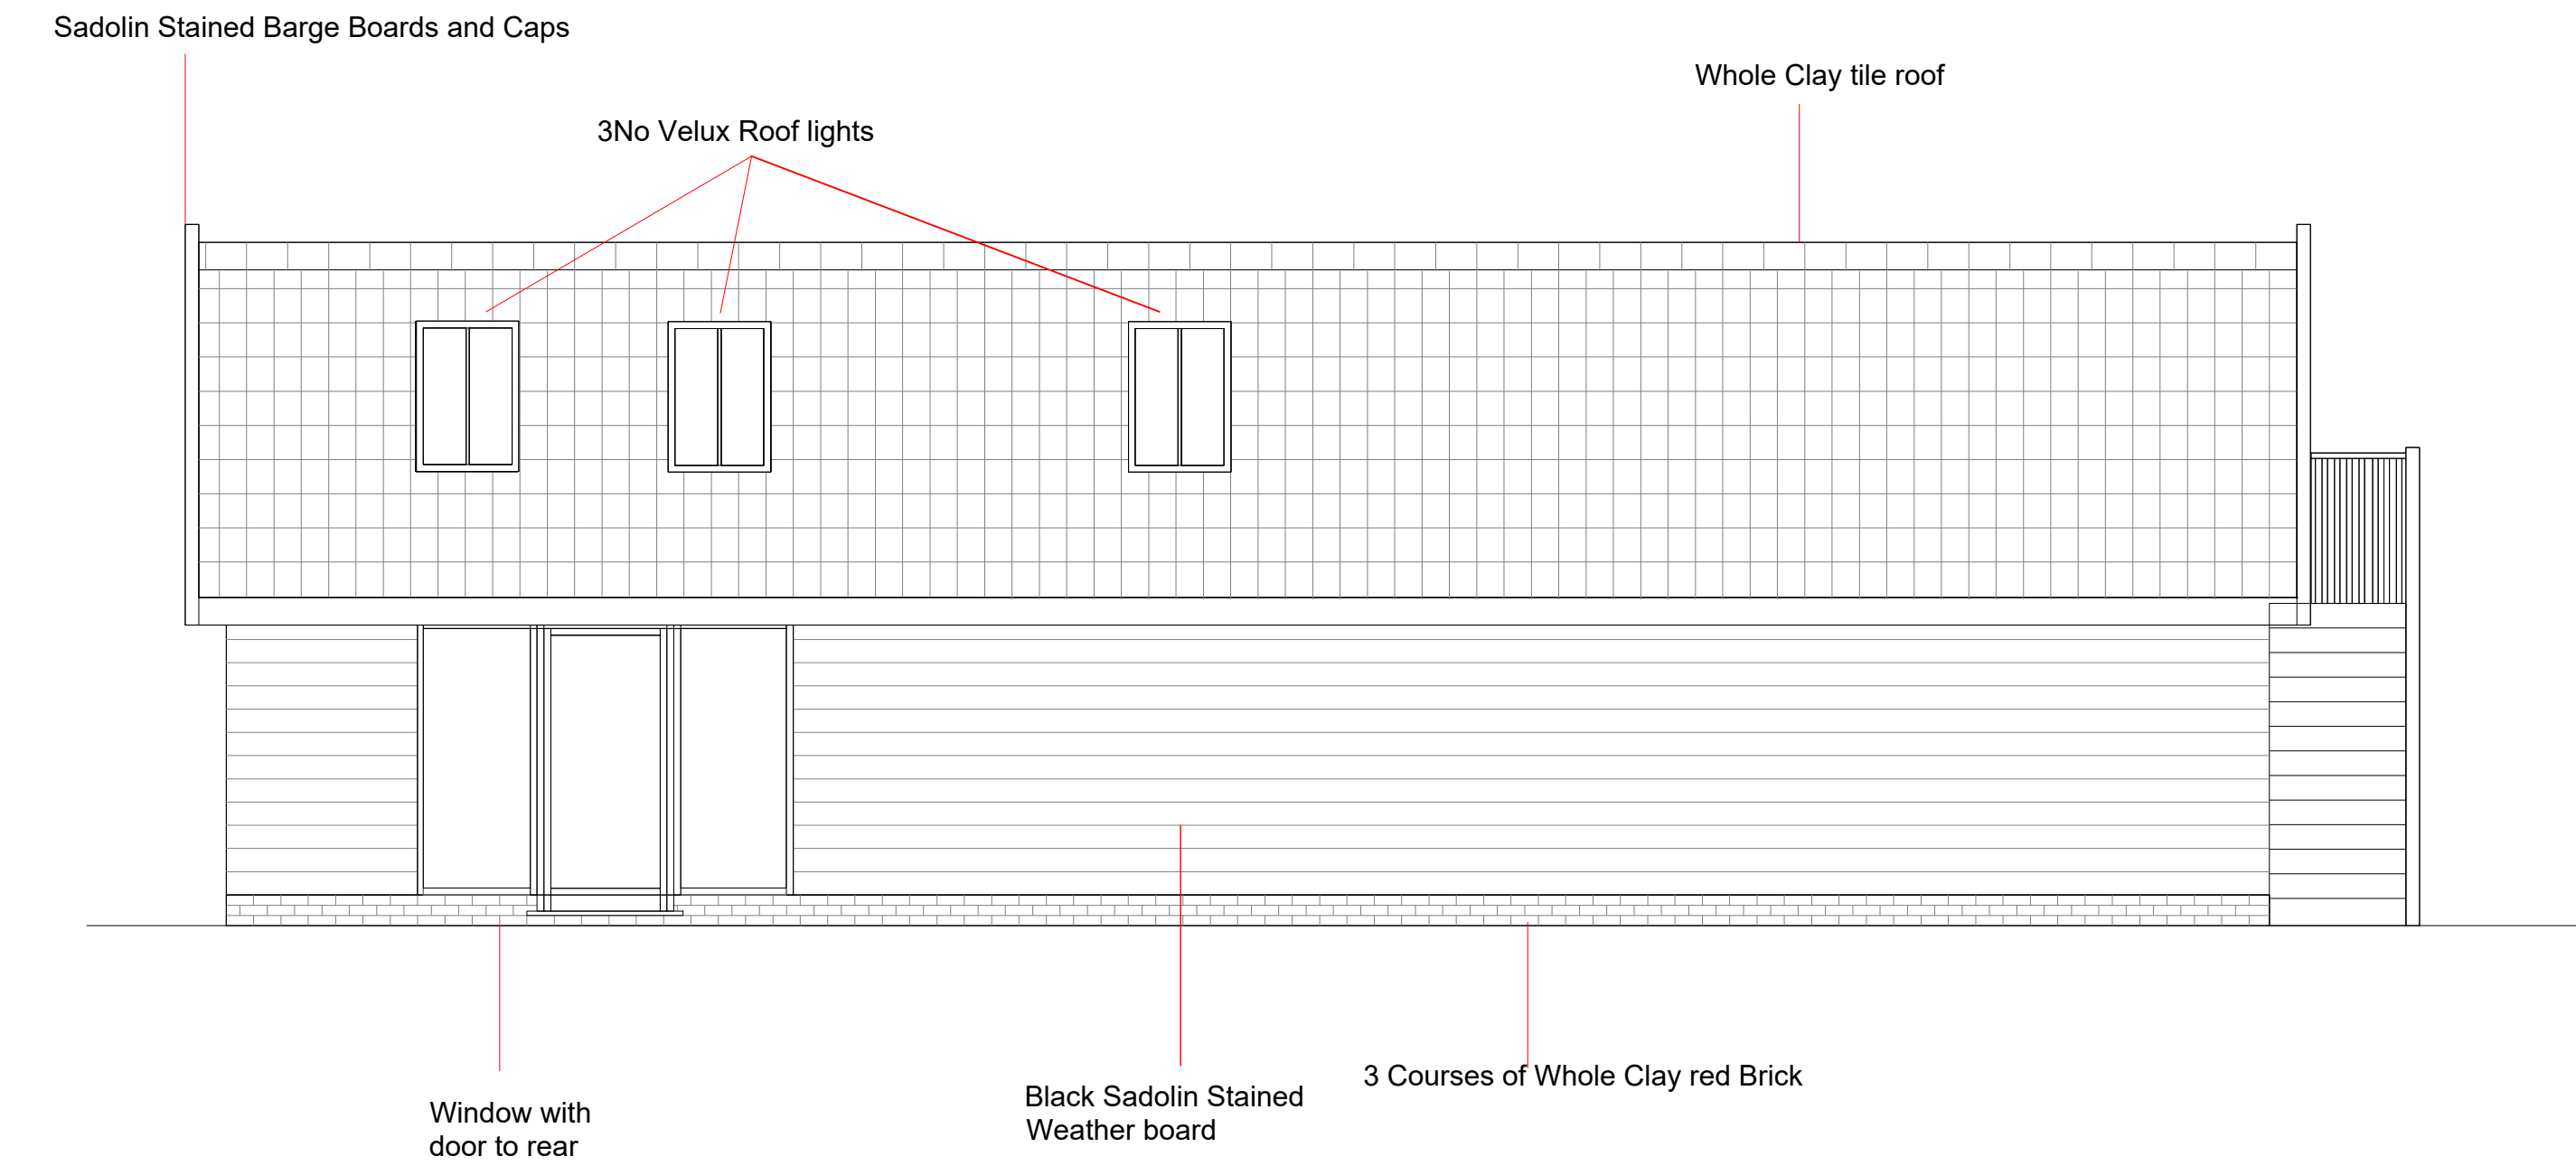 Sadolin Stained Barge Boards and Caps
Whole Clay tile roof
3No Velux Roof lights
3 Courses of Whole Clay red Brick
Black Sadolin Stained
Weather board
Window with
door to rear